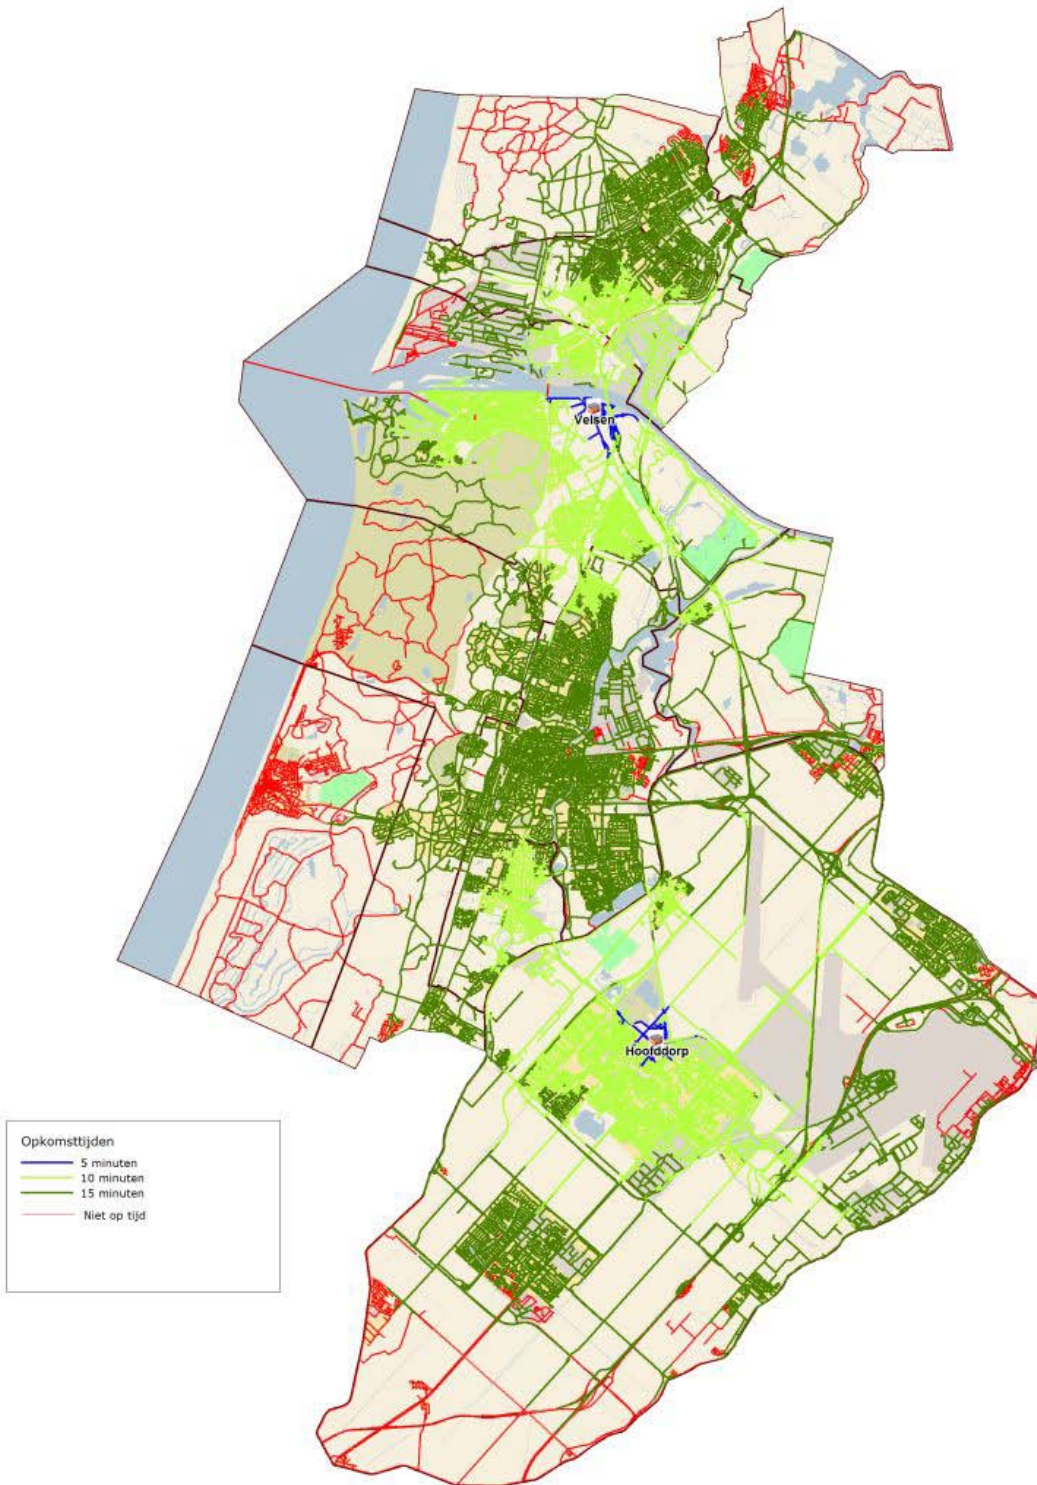 Velsen
Hoofddorp
Opkomsttijden
5 minuten
10 minuten
15 minuten
Niet op tijd